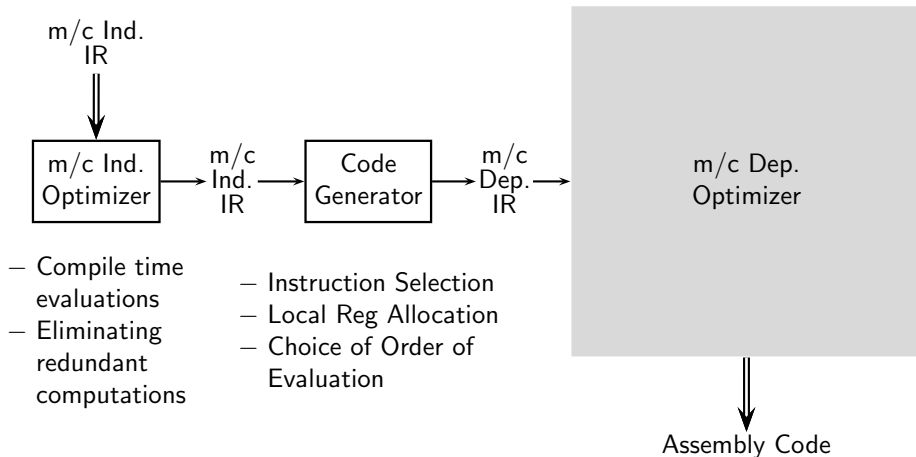 m/c Ind.
IR
m/c Ind.
Optimizer
m/c
Ind.
IR
Code
Generator
m/c
Dep.
IR
m/c Dep.
Optimizer
– Compile time
evaluations
– Eliminating
redundant
computations
– Instruction Selection
– Local Reg Allocation
– Choice of Order of
Evaluation
Assembly Code